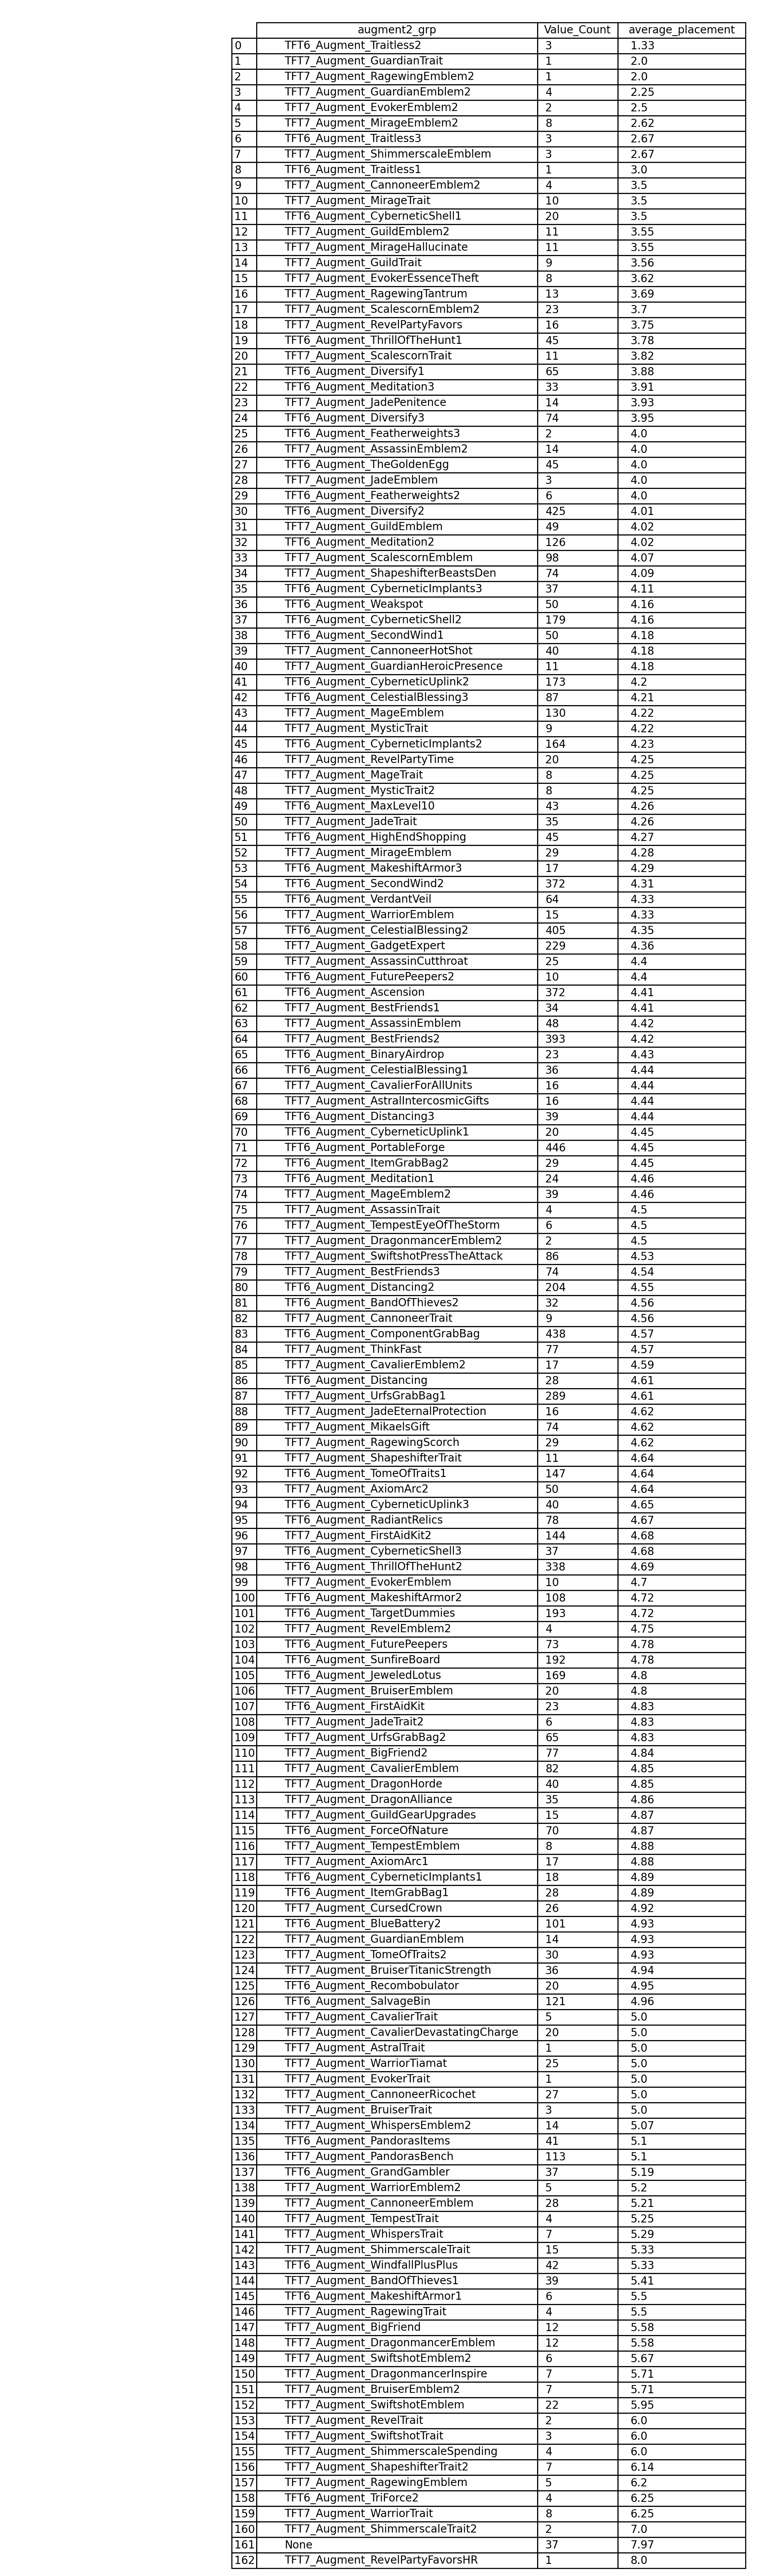 augment2_grp Value_Count average_placement
0 TFT6_Augment_Traitless2 3 1.33
1 TFT7_Augment_GuardianTrait 1 2.0
2 TFT7_Augment_RagewingEmblem2 1 2.0
3 TFT7_Augment_GuardianEmblem2 4 2.25
4 TFT7_Augment_EvokerEmblem2 2 2.5
5 TFT7_Augment_MirageEmblem2 8 2.62
6 TFT6_Augment_Traitless3 3 2.67
7 TFT7_Augment_ShimmerscaleEmblem 3 2.67
8 TFT6_Augment_Traitless1 1 3.0
9 TFT7_Augment_CannoneerEmblem2 4 3.5
10 TFT7_Augment_MirageTrait 10 3.5
11 TFT6_Augment_CyberneticShell1 20 3.5
12 TFT7_Augment_GuildEmblem2 11 3.55
13 TFT7_Augment_MirageHallucinate 11 3.55
14 TFT7_Augment_GuildTrait 9 3.56
15 TFT7_Augment_EvokerEssenceTheft 8 3.62
16 TFT7_Augment_RagewingTantrum 13 3.69
17 TFT7_Augment_ScalescornEmblem2 23 3.7
18 TFT7_Augment_RevelPartyFavors 16 3.75
19 TFT6_Augment_ThrillOfTheHunt1 45 3.78
20 TFT7_Augment_ScalescornTrait 11 3.82
21 TFT6_Augment_Diversify1 65 3.88
22 TFT6_Augment_Meditation3 33 3.91
23 TFT7_Augment_JadePenitence 14 3.93
24 TFT6_Augment_Diversify3 74 3.95
25 TFT6_Augment_Featherweights3 2 4.0
26 TFT7_Augment_AssassinEmblem2 14 4.0
27 TFT6_Augment_TheGoldenEgg 45 4.0
28 TFT7_Augment_JadeEmblem 3 4.0
29 TFT6_Augment_Featherweights2 6 4.0
30 TFT6_Augment_Diversify2 425 4.01
31 TFT7_Augment_GuildEmblem 49 4.02
32 TFT6_Augment_Meditation2 126 4.02
33 TFT7_Augment_ScalescornEmblem 98 4.07
34 TFT7_Augment_ShapeshifterBeastsDen 74 4.09
35 TFT6_Augment_CyberneticImplants3 37 4.11
36 TFT6_Augment_Weakspot 50 4.16
37 TFT6_Augment_CyberneticShell2 179 4.16
38 TFT6_Augment_SecondWind1 50 4.18
39 TFT7_Augment_CannoneerHotShot 40 4.18
40 TFT7_Augment_GuardianHeroicPresence 11 4.18
41 TFT6_Augment_CyberneticUplink2 173 4.2
42 TFT6_Augment_CelestialBlessing3 87 4.21
43 TFT7_Augment_MageEmblem 130 4.22
44 TFT7_Augment_MysticTrait 9 4.22
45 TFT6_Augment_CyberneticImplants2 164 4.23
46 TFT7_Augment_RevelPartyTime 20 4.25
47 TFT7_Augment_MageTrait 8 4.25
48 TFT7_Augment_MysticTrait2 8 4.25
49 TFT6_Augment_MaxLevel10 43 4.26
50 TFT7_Augment_JadeTrait 35 4.26
51 TFT6_Augment_HighEndShopping 45 4.27
52 TFT7_Augment_MirageEmblem 29 4.28
53 TFT6_Augment_MakeshiftArmor3 17 4.29
54 TFT6_Augment_SecondWind2 372 4.31
55 TFT6_Augment_VerdantVeil 64 4.33
56 TFT7_Augment_WarriorEmblem 15 4.33
57 TFT6_Augment_CelestialBlessing2 405 4.35
58 TFT7_Augment_GadgetExpert 229 4.36
59 TFT7_Augment_AssassinCutthroat 25 4.4
60 TFT6_Augment_FuturePeepers2 10 4.4
61 TFT6_Augment_Ascension 372 4.41
62 TFT7_Augment_BestFriends1 34 4.41
63 TFT7_Augment_AssassinEmblem 48 4.42
64 TFT7_Augment_BestFriends2 393 4.42
65 TFT6_Augment_BinaryAirdrop 23 4.43
66 TFT6_Augment_CelestialBlessing1 36 4.44
67 TFT7_Augment_CavalierForAllUnits 16 4.44
68 TFT7_Augment_AstralIntercosmicGifts 16 4.44
69 TFT6_Augment_Distancing3 39 4.44
70 TFT6_Augment_CyberneticUplink1 20 4.45
71 TFT6_Augment_PortableForge 446 4.45
72 TFT6_Augment_ItemGrabBag2 29 4.45
73 TFT6_Augment_Meditation1 24 4.46
74 TFT7_Augment_MageEmblem2 39 4.46
75 TFT7_Augment_AssassinTrait 4 4.5
76 TFT7_Augment_TempestEyeOfTheStorm 6 4.5
77 TFT7_Augment_DragonmancerEmblem2 2 4.5
78 TFT7_Augment_SwiftshotPressTheAttack 86 4.53
79 TFT7_Augment_BestFriends3 74 4.54
80 TFT6_Augment_Distancing2 204 4.55
81 TFT6_Augment_BandOfThieves2 32 4.56
82 TFT7_Augment_CannoneerTrait 9 4.56
83 TFT6_Augment_ComponentGrabBag 438 4.57
84 TFT7_Augment_ThinkFast 77 4.57
85 TFT7_Augment_CavalierEmblem2 17 4.59
86 TFT6_Augment_Distancing 28 4.61
87 TFT7_Augment_UrfsGrabBag1 289 4.61
88 TFT7_Augment_JadeEternalProtection 16 4.62
89 TFT7_Augment_MikaelsGift 74 4.62
90 TFT7_Augment_RagewingScorch 29 4.62
91 TFT7_Augment_ShapeshifterTrait 11 4.64
92 TFT6_Augment_TomeOfTraits1 147 4.64
93 TFT7_Augment_AxiomArc2 50 4.64
94 TFT6_Augment_CyberneticUplink3 40 4.65
95 TFT6_Augment_RadiantRelics 78 4.67
96 TFT7_Augment_FirstAidKit2 144 4.68
97 TFT6_Augment_CyberneticShell3 37 4.68
98 TFT6_Augment_ThrillOfTheHunt2 338 4.69
99 TFT7_Augment_EvokerEmblem 10 4.7
100 TFT6_Augment_MakeshiftArmor2 108 4.72
101 TFT6_Augment_TargetDummies 193 4.72
102 TFT7_Augment_RevelEmblem2 4 4.75
103 TFT6_Augment_FuturePeepers 73 4.78
104 TFT6_Augment_SunfireBoard 192 4.78
105 TFT6_Augment_JeweledLotus 169 4.8
106 TFT7_Augment_BruiserEmblem 20 4.8
107 TFT6_Augment_FirstAidKit 23 4.83
108 TFT7_Augment_JadeTrait2 6 4.83
109 TFT7_Augment_UrfsGrabBag2 65 4.83
110 TFT7_Augment_BigFriend2 77 4.84
111 TFT7_Augment_CavalierEmblem 82 4.85
112 TFT7_Augment_DragonHorde 40 4.85
113 TFT7_Augment_DragonAlliance 35 4.86
114 TFT7_Augment_GuildGearUpgrades 15 4.87
115 TFT6_Augment_ForceOfNature 70 4.87
116 TFT7_Augment_TempestEmblem 8 4.88
117 TFT7_Augment_AxiomArc1 17 4.88
118 TFT6_Augment_CyberneticImplants1 18 4.89
119 TFT6_Augment_ItemGrabBag1 28 4.89
120 TFT7_Augment_CursedCrown 26 4.92
121 TFT6_Augment_BlueBattery2 101 4.93
122 TFT7_Augment_GuardianEmblem 14 4.93
123 TFT7_Augment_TomeOfTraits2 30 4.93
124 TFT7_Augment_BruiserTitanicStrength 36 4.94
125 TFT6_Augment_Recombobulator 20 4.95
126 TFT6_Augment_SalvageBin 121 4.96
127 TFT7_Augment_CavalierTrait 5 5.0
128 TFT7_Augment_CavalierDevastatingCharge 20 5.0
129 TFT7_Augment_AstralTrait 1 5.0
130 TFT7_Augment_WarriorTiamat 25 5.0
131 TFT7_Augment_EvokerTrait 1 5.0
132 TFT7_Augment_CannoneerRicochet 27 5.0
133 TFT7_Augment_BruiserTrait 3 5.0
134 TFT7_Augment_WhispersEmblem2 14 5.07
135 TFT6_Augment_PandorasItems 41 5.1
136 TFT7_Augment_PandorasBench 113 5.1
137 TFT6_Augment_GrandGambler 37 5.19
138 TFT7_Augment_WarriorEmblem2 5 5.2
139 TFT7_Augment_CannoneerEmblem 28 5.21
140 TFT7_Augment_TempestTrait 4 5.25
141 TFT7_Augment_WhispersTrait 7 5.29
142 TFT7_Augment_ShimmerscaleTrait 15 5.33
143 TFT6_Augment_WindfallPlusPlus 42 5.33
144 TFT7_Augment_BandOfThieves1 39 5.41
145 TFT6_Augment_MakeshiftArmor1 6 5.5
146 TFT7_Augment_RagewingTrait 4 5.5
147 TFT7_Augment_BigFriend 12 5.58
148 TFT7_Augment_DragonmancerEmblem 12 5.58
149 TFT7_Augment_SwiftshotEmblem2 6 5.67
150 TFT7_Augment_DragonmancerInspire 7 5.71
151 TFT7_Augment_BruiserEmblem2 7 5.71
152 TFT7_Augment_SwiftshotEmblem 22 5.95
153 TFT7_Augment_RevelTrait 2 6.0
154 TFT7_Augment_SwiftshotTrait 3 6.0
155 TFT7_Augment_ShimmerscaleSpending 4 6.0
156 TFT7_Augment_ShapeshifterTrait2 7 6.14
157 TFT7_Augment_RagewingEmblem 5 6.2
158 TFT6_Augment_TriForce2 4 6.25
159 TFT7_Augment_WarriorTrait 8 6.25
160 TFT7_Augment_ShimmerscaleTrait2 2 7.0
161 None 37 7.97
162 TFT7_Augment_RevelPartyFavorsHR 1 8.0